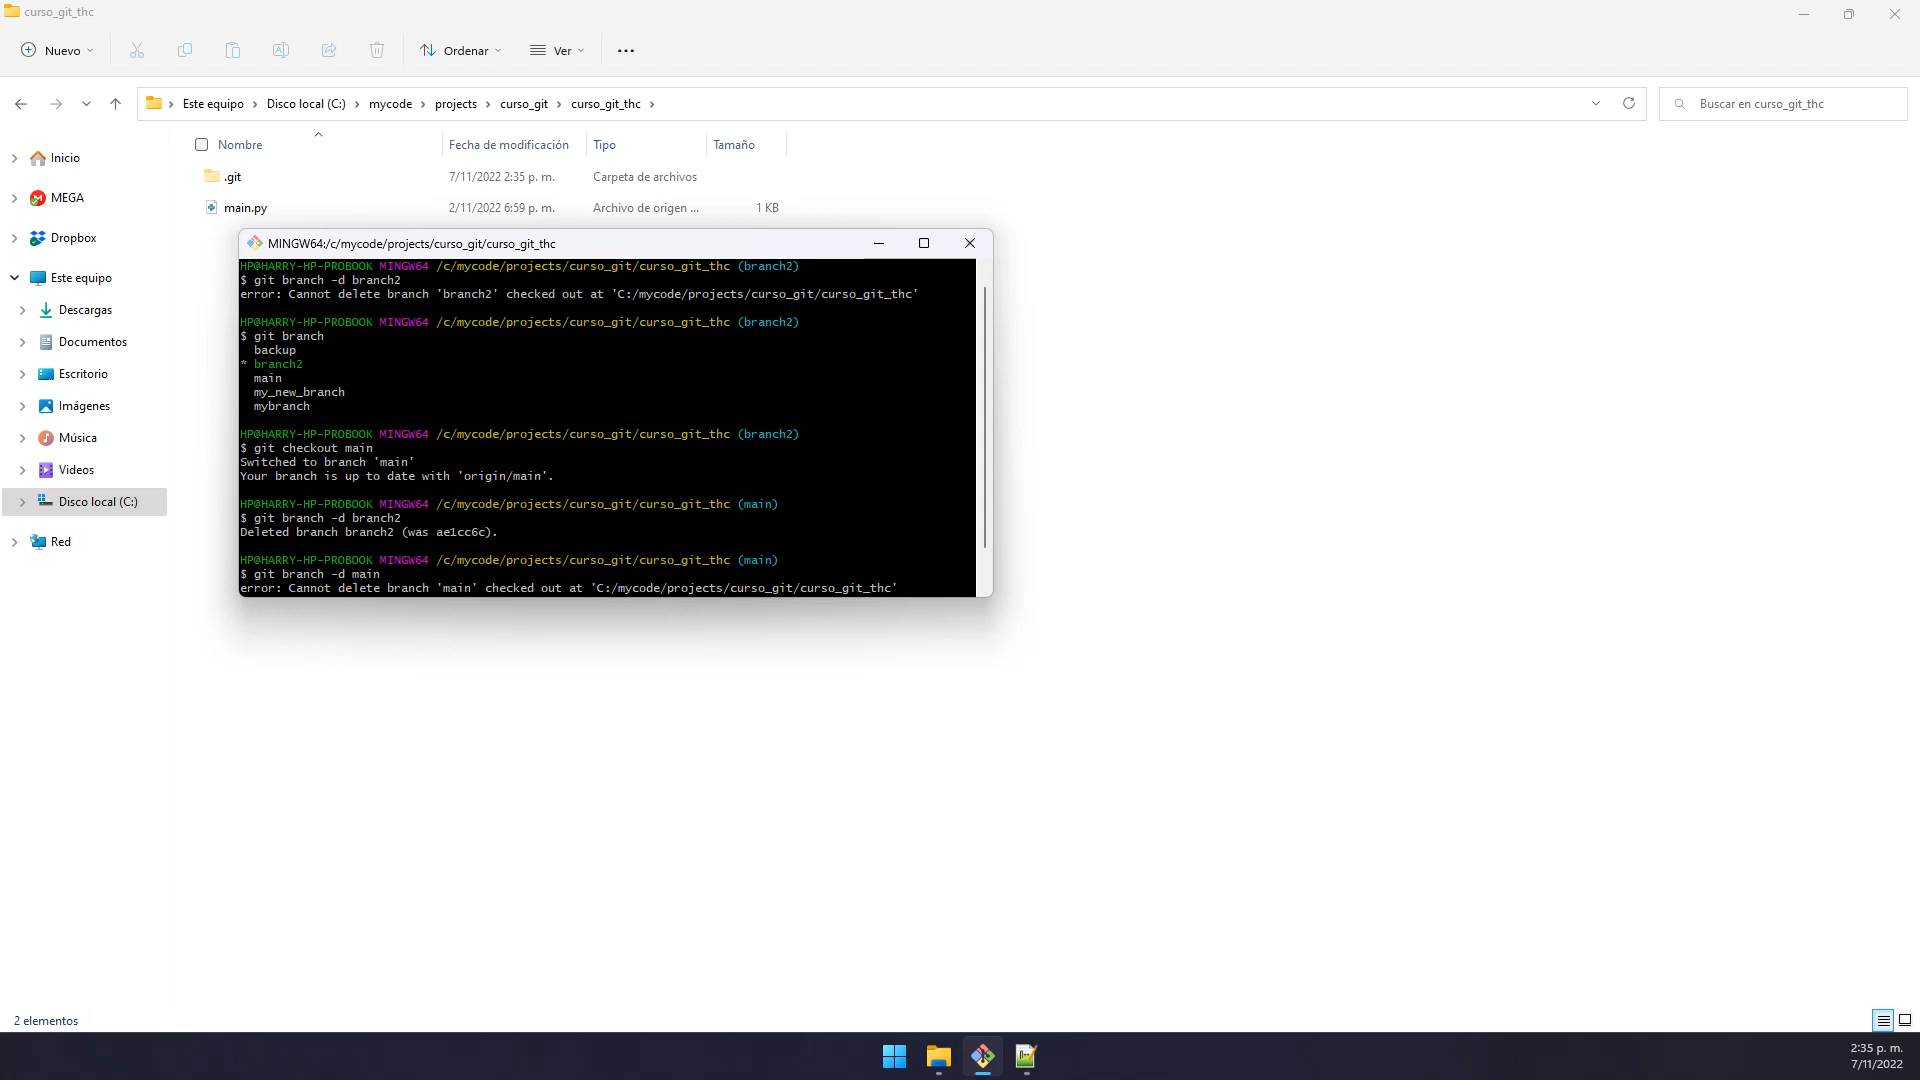 curso_git_thc
Nuevo
Ordenar
Ver
Este equipo > Disco local (C:) > mycode > projects > curso_git > curso_git_thc >
Buscar en curso_git_thc
Nombre Fecha de modificación Tipo Tamaño
.git 7/11/2022 2:35 p. m. Carpeta de archivos
main.py 2/11/2022 6:59 p. m. Archivo de origen ... 1 KB
Inicio
MEGA
Dropbox
Este equipo
Descargas
Documentos
Escritorio
Imágenes
Música
Videos
Disco local (C:)
Red
MINGW64:/c/mycode/projects/curso_git/curso_git_thc
HP@HARRY-HP-PROBOOK MINGW64 /c/mycode/projects/curso_git/curso_git_thc (branch2)
$ git branch -d branch2
error: Cannot delete branch 'branch2' checked out at 'C:/mycode/projects/curso_git/curso_git_thc'
HP@HARRY-HP-PROBOOK MINGW64 /c/mycode/projects/curso_git/curso_git_thc (branch2)
$ git branch
backup
* branch2
main
my_new_branch
mybranch
HP@HARRY-HP-PROBOOK MINGW64 /c/mycode/projects/curso_git/curso_git_thc (branch2)
$ git checkout main
Switched to branch 'main'
Your branch is up to date with 'origin/main'.
HP@HARRY-HP-PROBOOK MINGW64 /c/mycode/projects/curso_git/curso_git_thc (main)
$ git branch -d branch2
Deleted branch branch2 (was ae1cc6c).
HP@HARRY-HP-PROBOOK MINGW64 /c/mycode/projects/curso_git/curso_git_thc (main)
$ git branch -d main
error: Cannot delete branch 'main' checked out at 'C:/mycode/projects/curso_git/curso_git_thc'
2 elementos
2:35 p. m.
7/11/2022